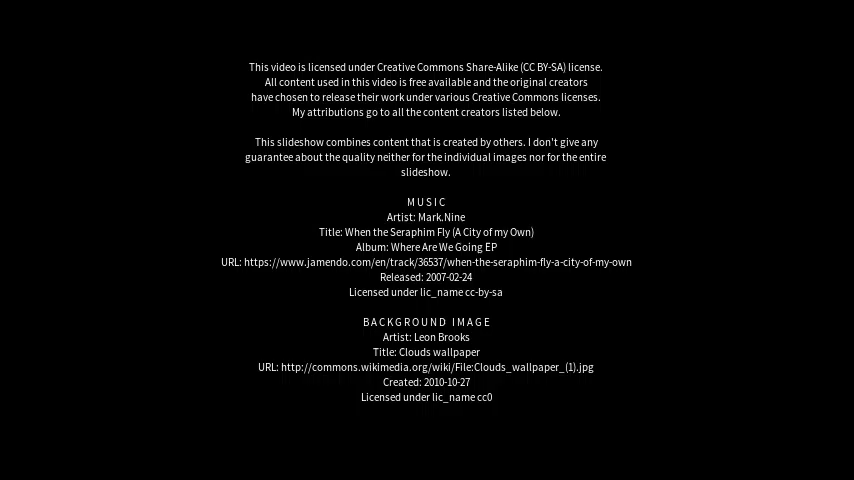 This video is licensed under Creative Commons Share-Alike (CC BY-SA) license.
All content used in this video is free available and the original creators
have chosen to release their work under various Creative Commons licenses.
My attributions go to all the content creators listed below.
This slideshow combines content that is created by others. I don't give any
guarantee about the quality neither for the individual images nor for the entire
slideshow.
M U S I C
Artist: Mark.Nine
Title: When the Seraphim Fly (A City of my Own)
Album: Where Are We Going EP
URL: https://www.jamendo.com/en/track/36537/when-the-seraphim-fly-a-city-of-my-own
Released: 2007-02-24
Licensed under lic_name cc-by-sa
B A C K G R O U N D   I M A G E
Artist: Leon Brooks
Title: Clouds wallpaper
URL: http://commons.wikimedia.org/wiki/File:Clouds_wallpaper_(1).jpg
Created: 2010-10-27
Licensed under lic_name cc0